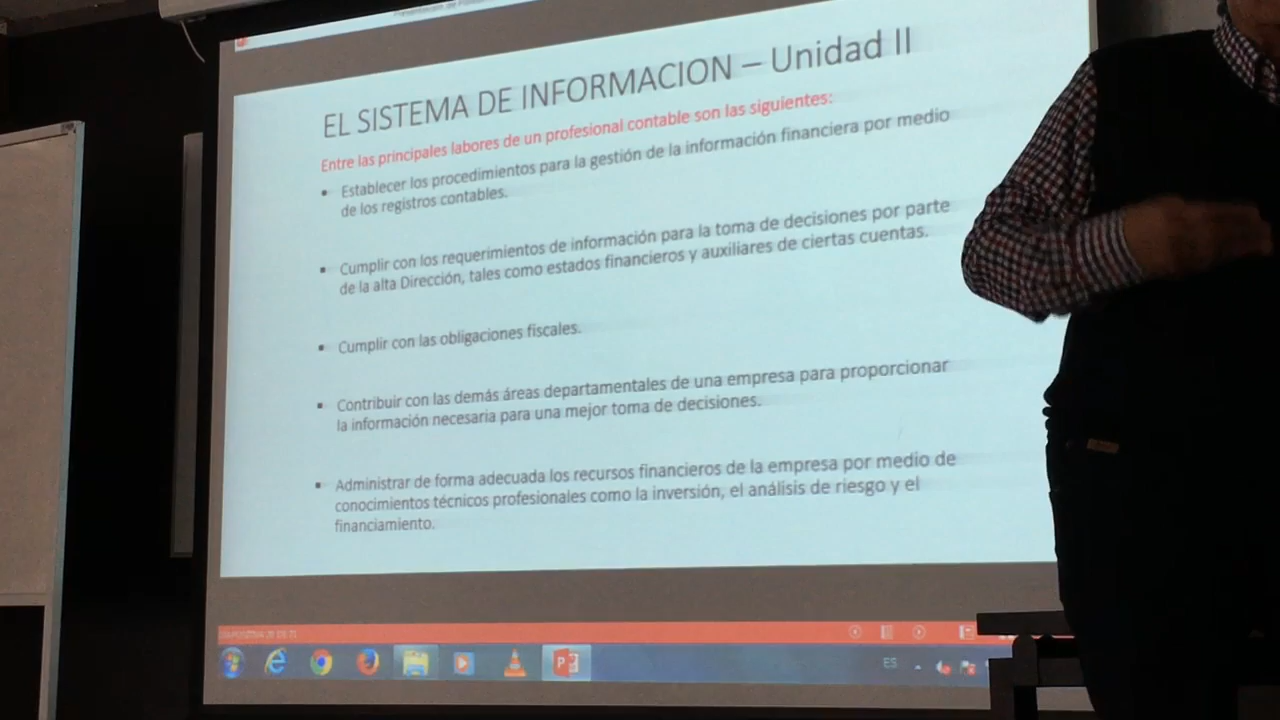 EL SISTEMA DE INFORMACION – Unidad II
Entre las principales labores de un profesional contable son las siguientes:
▪ Establecer los procedimientos para la gestión de la información financiera por medio
de los registros contables.
▪ Cumplir con los requerimientos de información para la toma de decisiones por parte
de la alta Dirección, tales como estados financieros y auxiliares de ciertas cuentas.
▪ Cumplir con las obligaciones fiscales.
▪ Contribuir con las demás áreas departamentales de una empresa para proporcionar
la información necesaria para una mejor toma de decisiones.
▪ Administrar de forma adecuada los recursos financieros de la empresa por medio de
conocimientos técnicos profesionales como la inversión, el análisis de riesgo y el
financiamiento.
ES